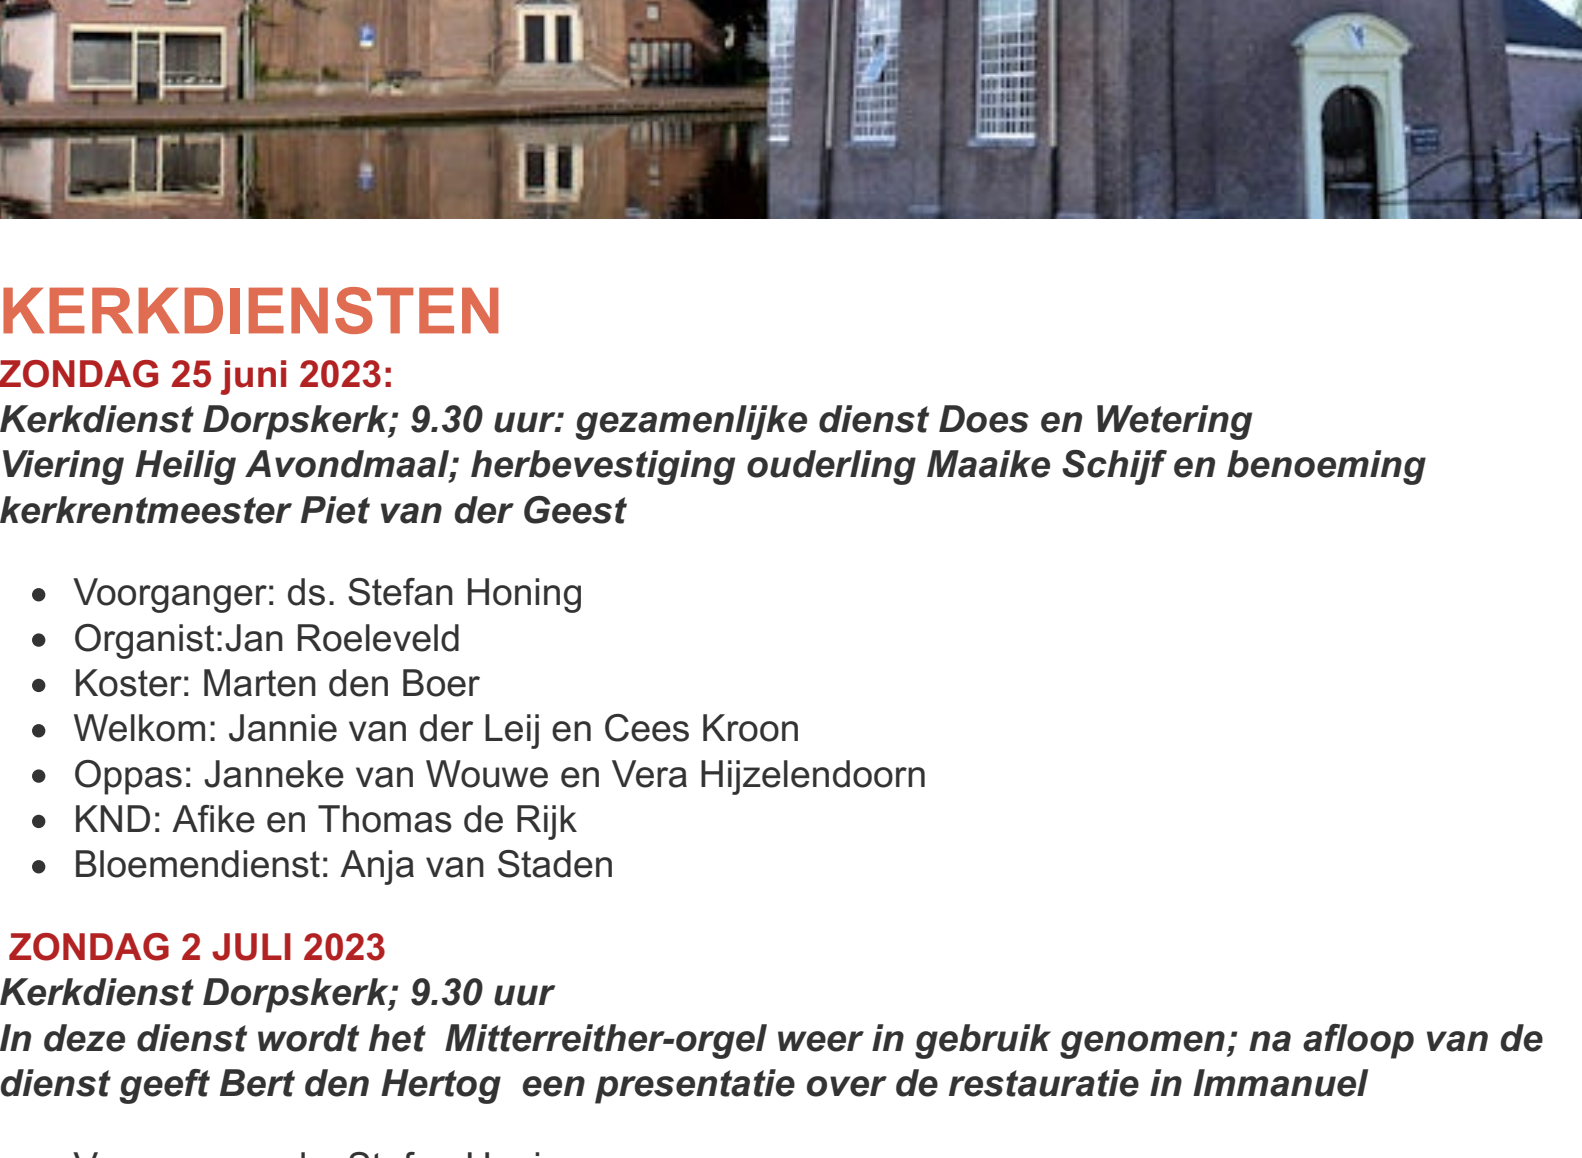 KERKDIENSTEN
ZONDAG 25 juni 2023:
Kerkdienst Dorpskerk; 9.30 uur: gezamenlijke dienst Does en Wetering
Viering Heilig Avondmaal; herbevestiging ouderling Maaike Schijf en benoeming
kerkrentmeester Piet van der Geest
Voorganger: ds. Stefan Honing
Organist:Jan Roeleveld
Koster: Marten den Boer
Welkom: Jannie van der Leij en Cees Kroon
Oppas: Janneke van Wouwe en Vera Hijzelendoorn
KND: Afike en Thomas de Rijk
Bloemendienst: Anja van Staden
ZONDAG 2 JULI 2023
Kerkdienst Dorpskerk; 9.30 uur
In deze dienst wordt het  Mitterreither-orgel weer in gebruik genomen; na afloop van de
dienst geeft Bert den Hertog  een presentatie over de restauratie in Immanuel